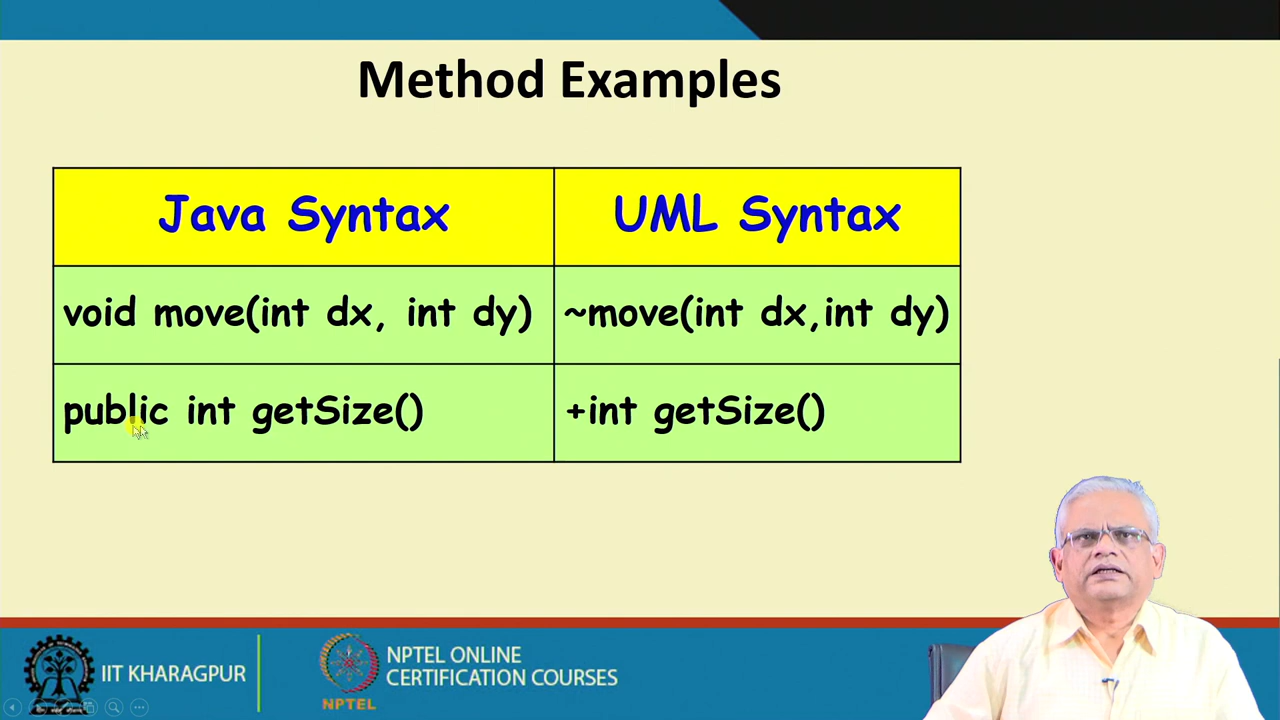 Method Examples
Java Syntax
UML Syntax
void move(int dx, int dy)
~move(int dx,int dy)
public int getSize()
+int getSize()
IIT KHARAGPUR
NPTEL
NPTEL ONLINE
CERTIFICATION COURSES